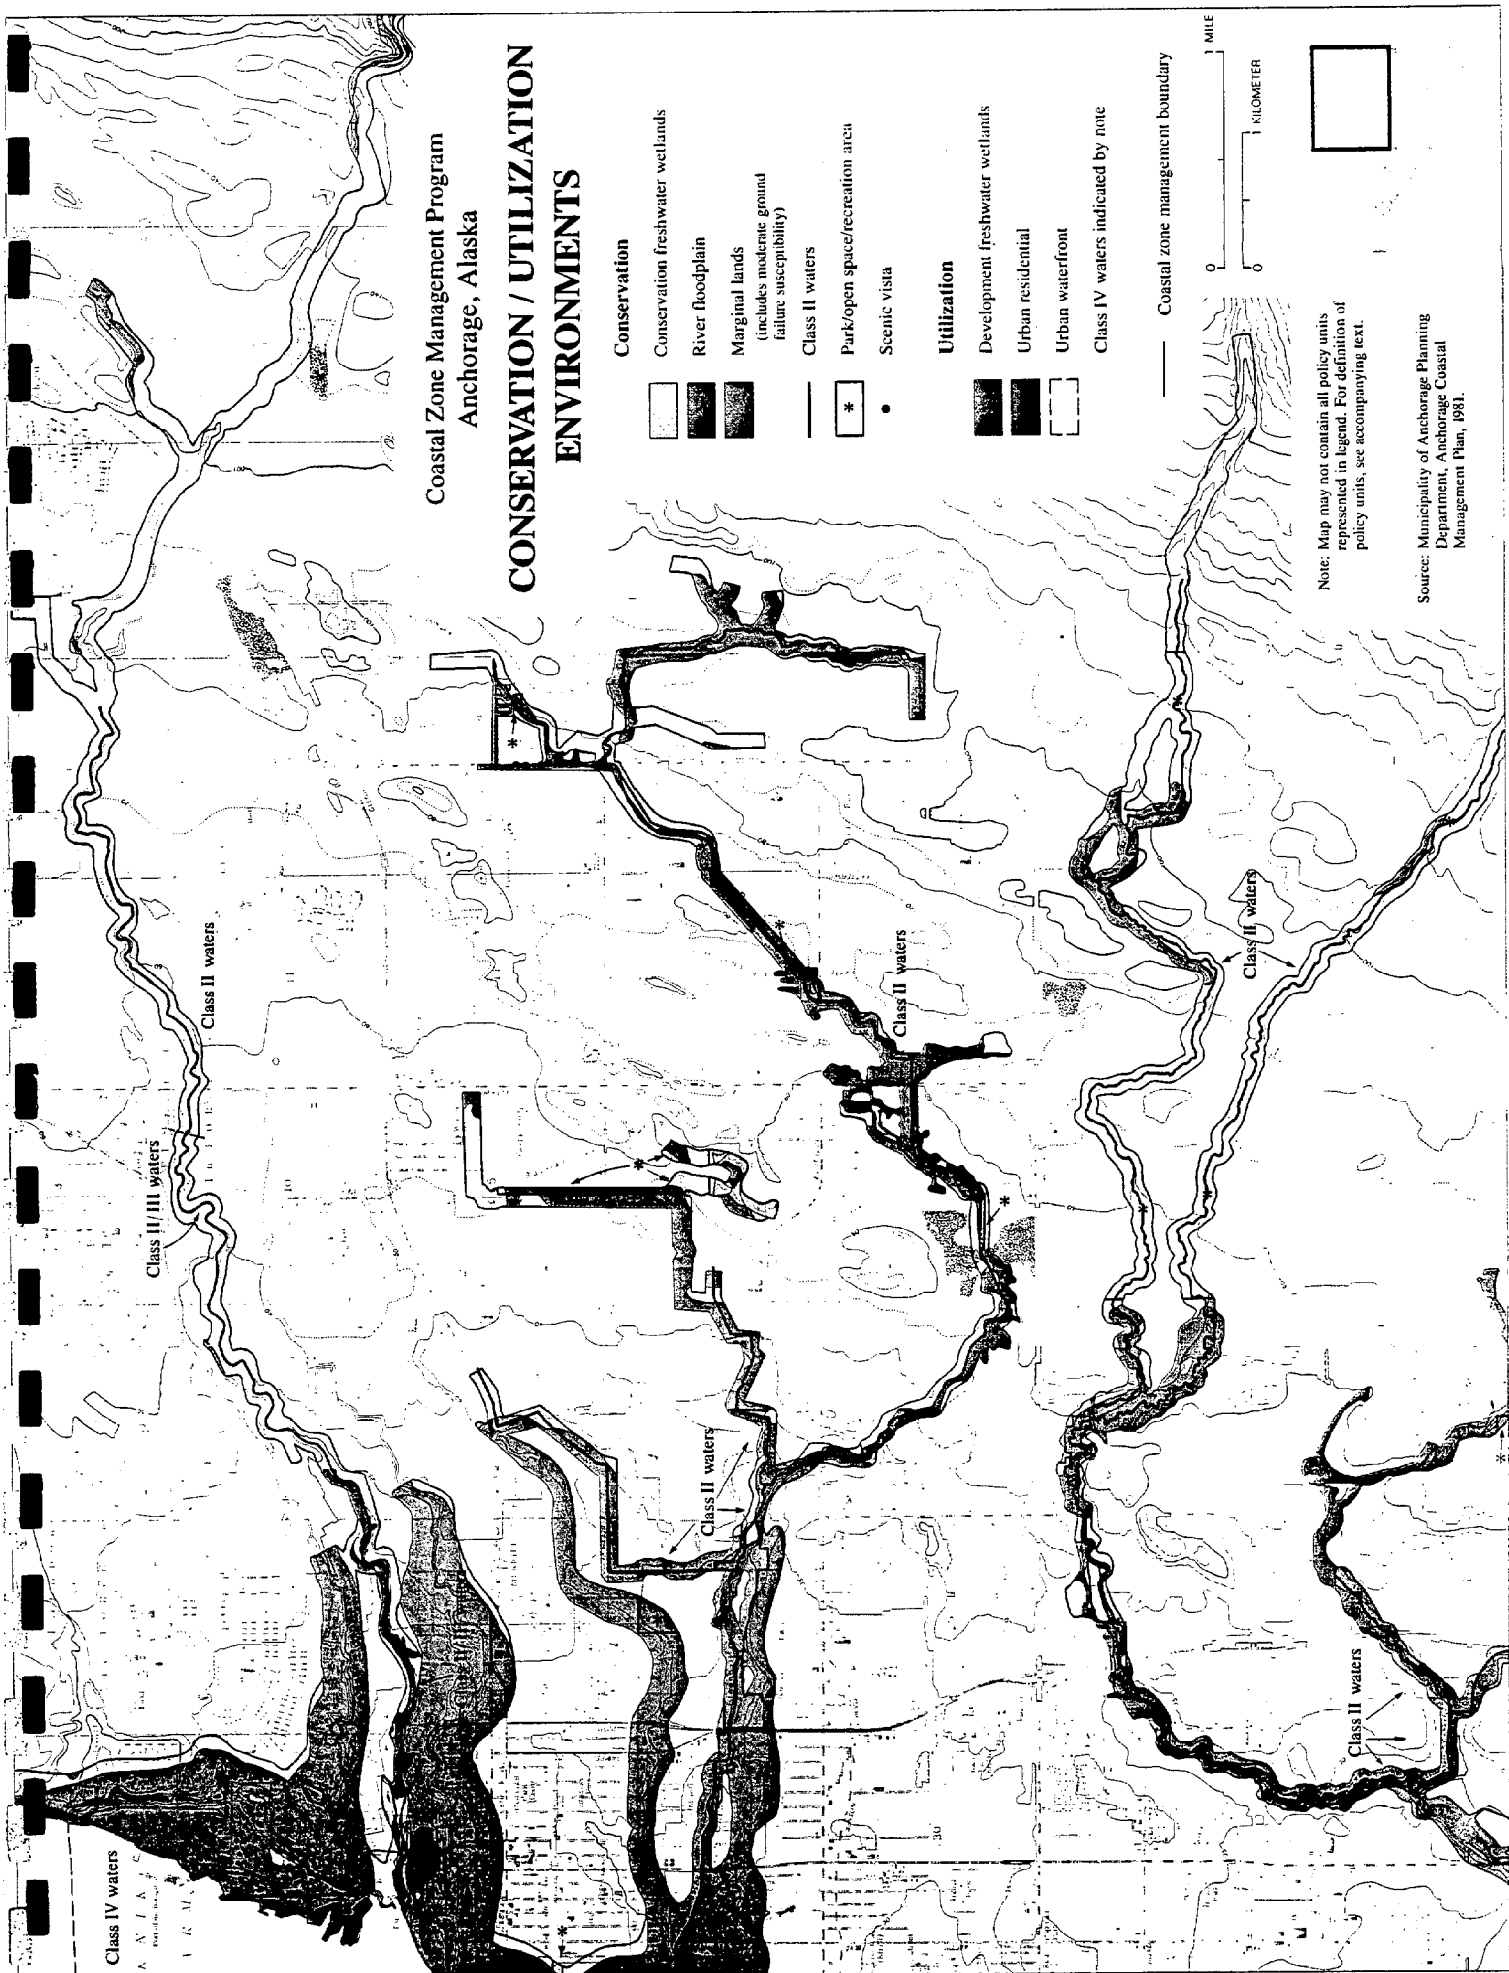 Coastal Zone Management Program
Anchorage, Alaska
CONSERVATION / UTILIZATION
ENVIRONMENTS
Conservation
Conservation freshwater wetlands
River floodplain
Marginal lands
(includes moderate ground
failure susceptibility)
Class II waters
* Park/open space/recreation area
Scenic vista
Utilization
Development freshwater wetlands
Urban residential
Urban waterfront
Class IV waters indicated by note
Coastal zone management boundary
0 1 MILE
0 1 KILOMETER
Note: Map may not contain all policy units
represented in legend. For definition of
policy units, see accompanying text.
Source: Municipality of Anchorage Planning
Department, Anchorage Coastal
Management Plan, 1981.
Class IV waters
Class II/III waters
Class II waters
Class II waters
Class II waters
Class II waters
Class II waters